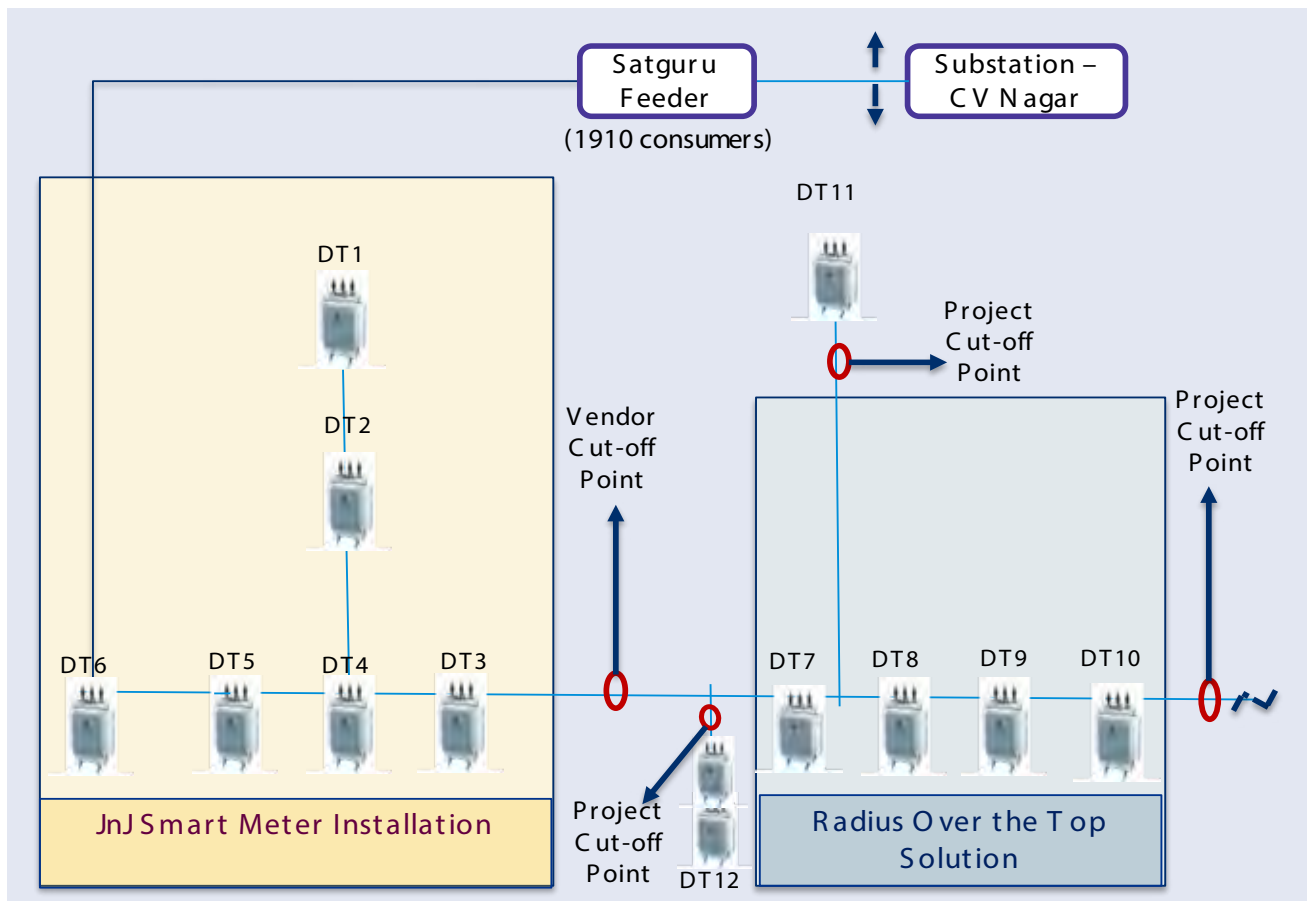 Satguru
Feeder
(1910 consumers)
Substation –
CV Nagar
DT11
DT1
Project
Cut-off
Point
DT2
Vendor
Cut-off
Point
Project
Cut-off
Point
DT6
DT5
DT4
DT3
DT7
DT8
DT9
DT10
JnJ Smart Meter Installation
Project
Cut-off
Point
DT12
Radius Over the Top
Solution